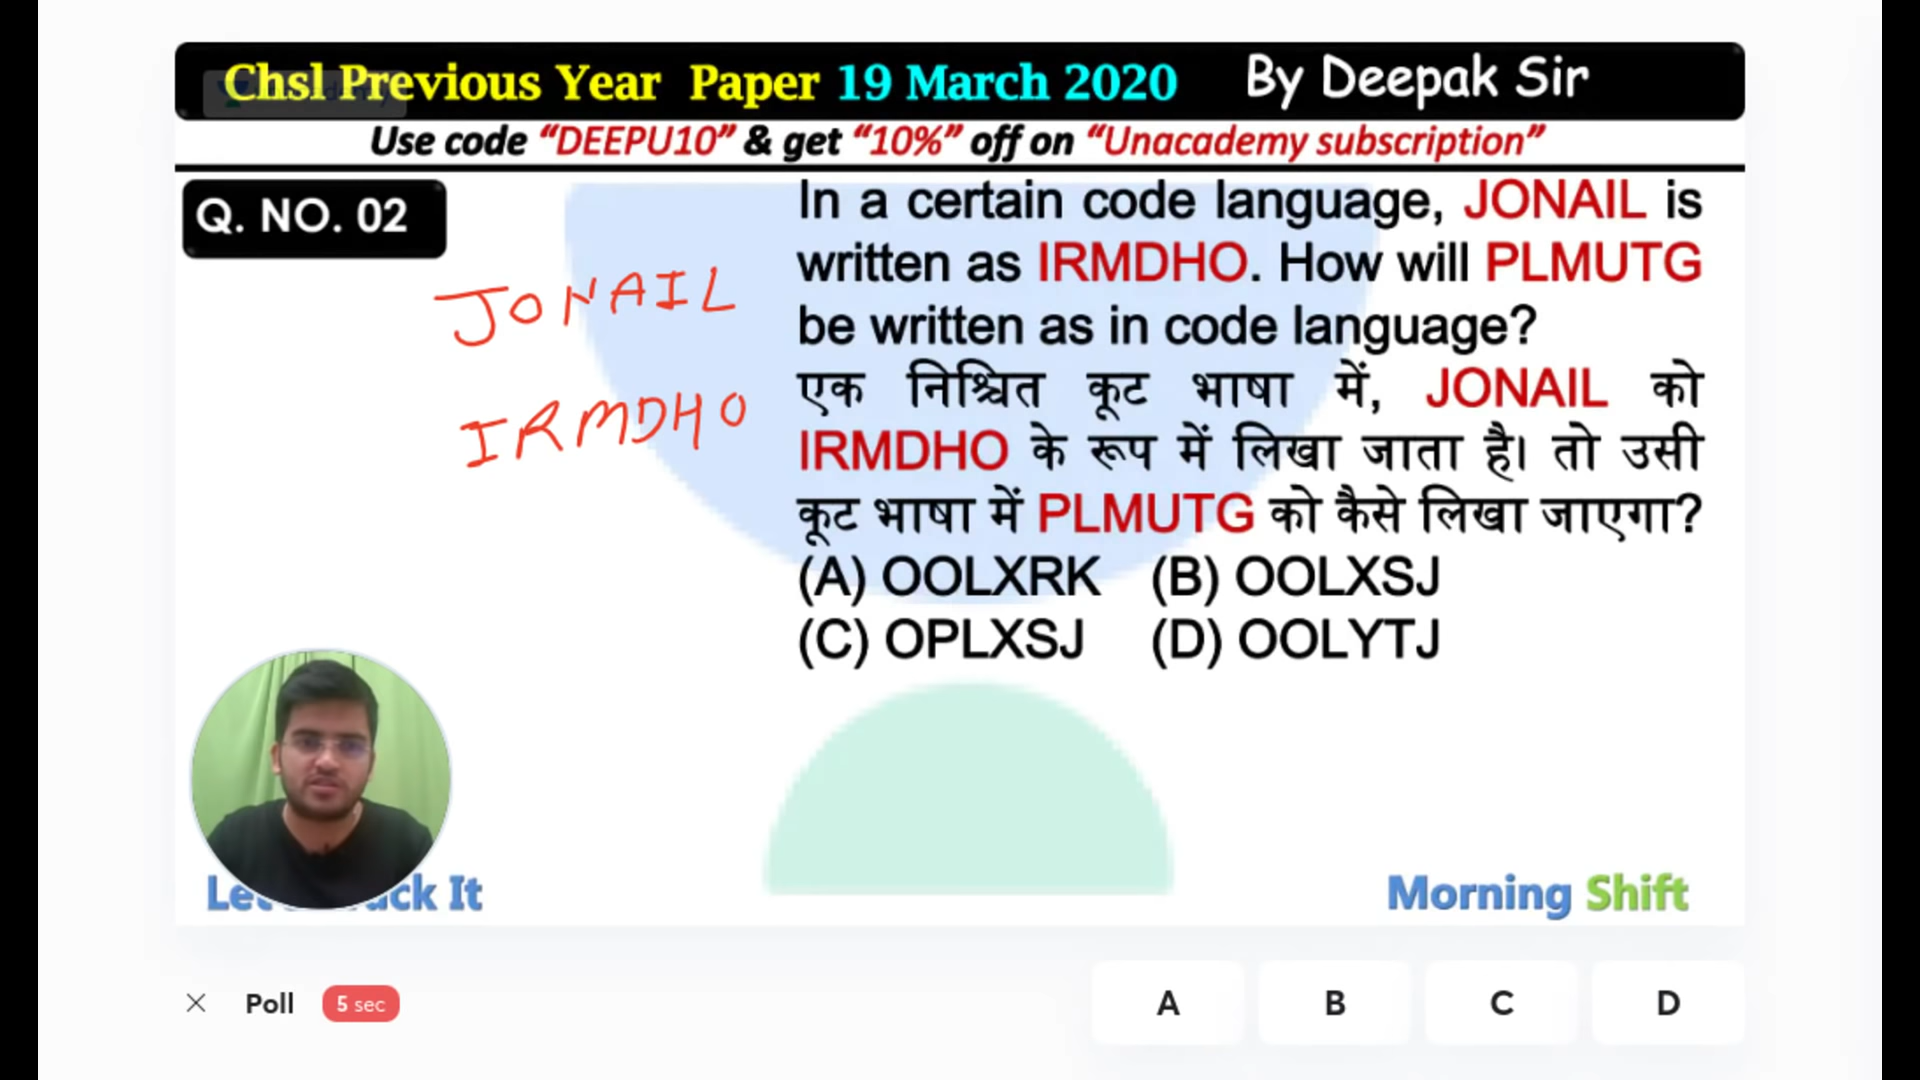 Chsl Previous Year Paper 19 March 2020 By Deepak Sir
Use code “DEEPU10” & get “10%” off on “Unacademy subscription”
Q. NO. 02
JONAIL
IRMDHO
In a certain code language, JONAIL is
written as IRMDHO. How will PLMUTG
be written as in code language?
एक निश्चित कूट भाषा में, JONAIL को
IRMDHO के रूप में लिखा जाता है। तो उसी
कूट भाषा में PLMUTG को कैसे लिखा जाएगा?
(A) OOLXRK (B) OOLXSJ
(C) OPLXSJ (D) OOLYTJ
It
Morning Shift
Poll 5 sec A B C D